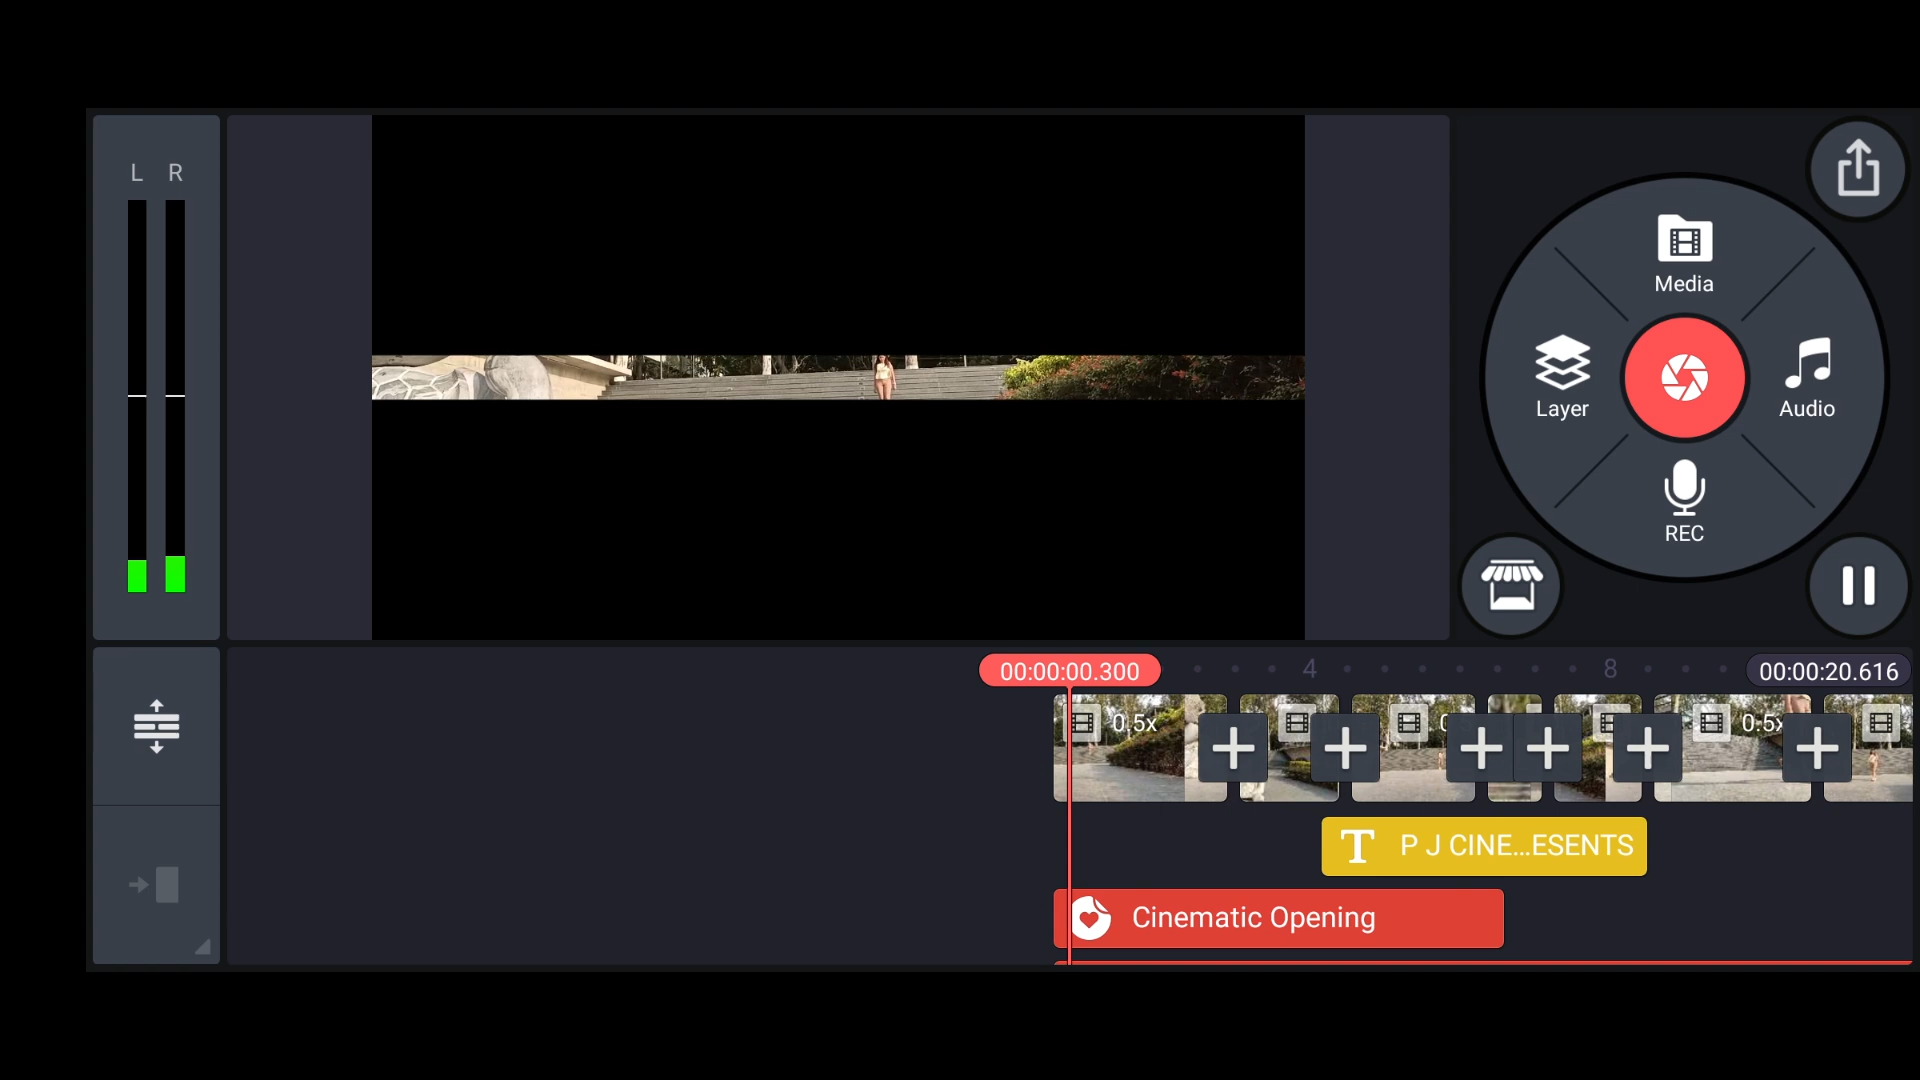 L R
Media
Layer
Audio
REC
00:00:00.300
4
8
00:00:20.616
0.5x
0.5x
P J CINE...ESENTS
Cinematic Opening